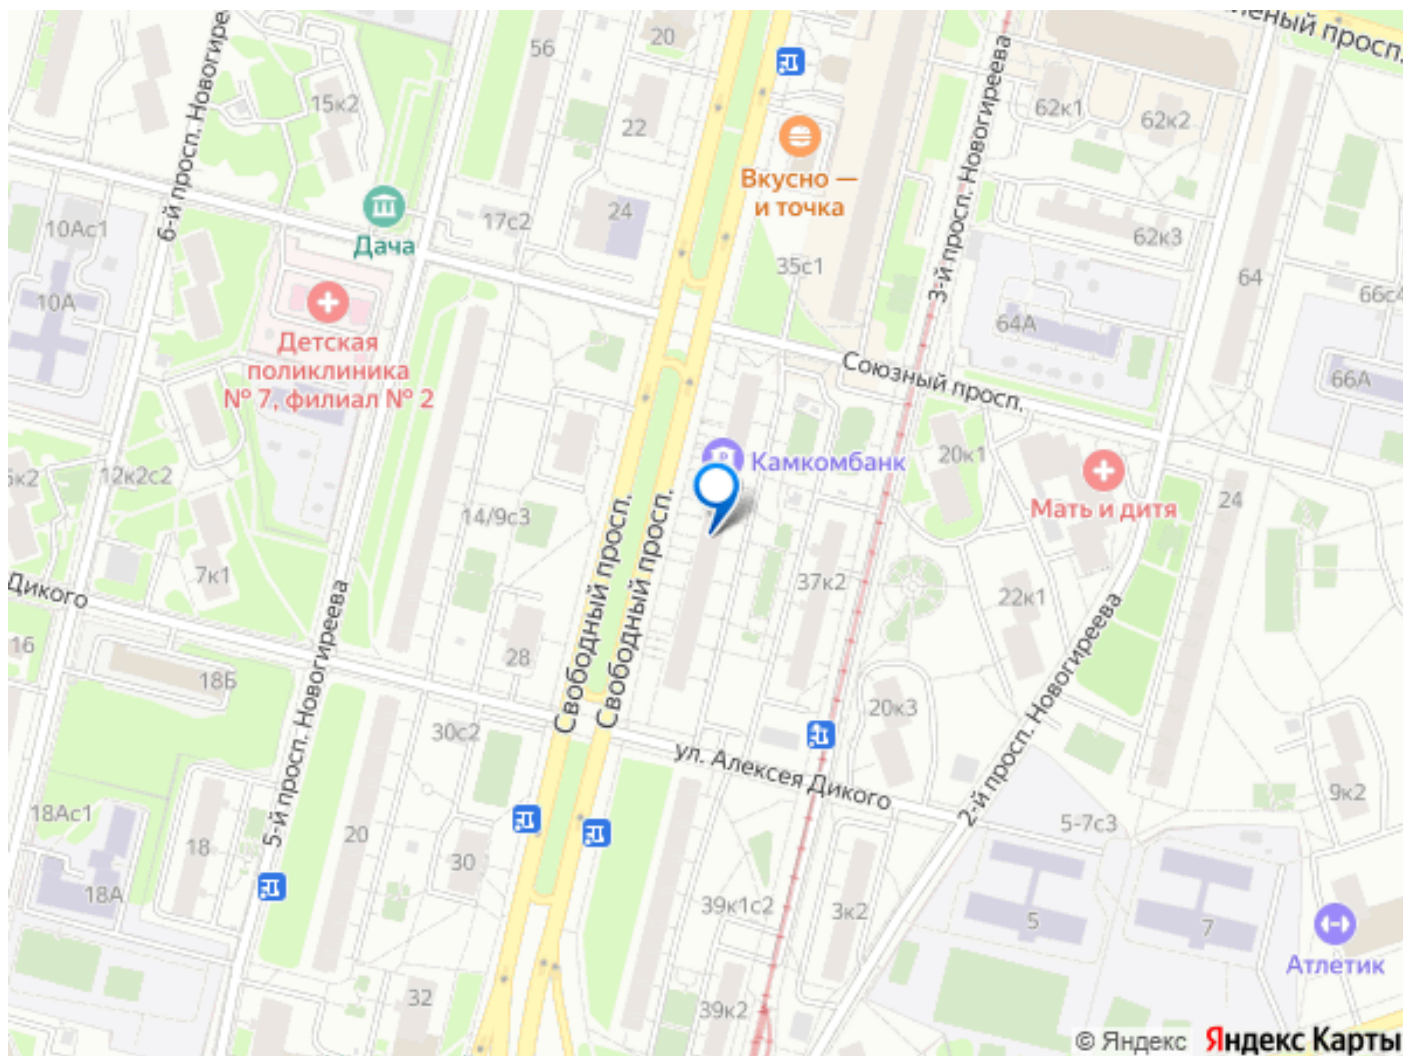 20
56
6-й просп. Новогире
15к2
22
62к1
62к2
Вкусно —
и точка
3-й просп. Новогиреева
10Ас1
17с2
24
Дача
62к3
35с1
64
66с4
10А
64А
Детская
поликлиника
№ 7, филиал № 2
Союзный просп.
66А
Камкомбанк
20к1
12к2с2
Мать и дитя
24
14/9с3
Свободный просп.
Свободный просп.
7к1
37к2
22к1
Дикого
16
28
18Б
5-й просп. Новогиреева
20к3
2-й просп. Новогиреева
30с2
ул. Алексея Дикого
9к2
18Ас1
5-7с3
18
20
30
18А
39к1с2
3к2
5
7
Атлетик
32
39к2
© Яндекс
Яндекс Карты